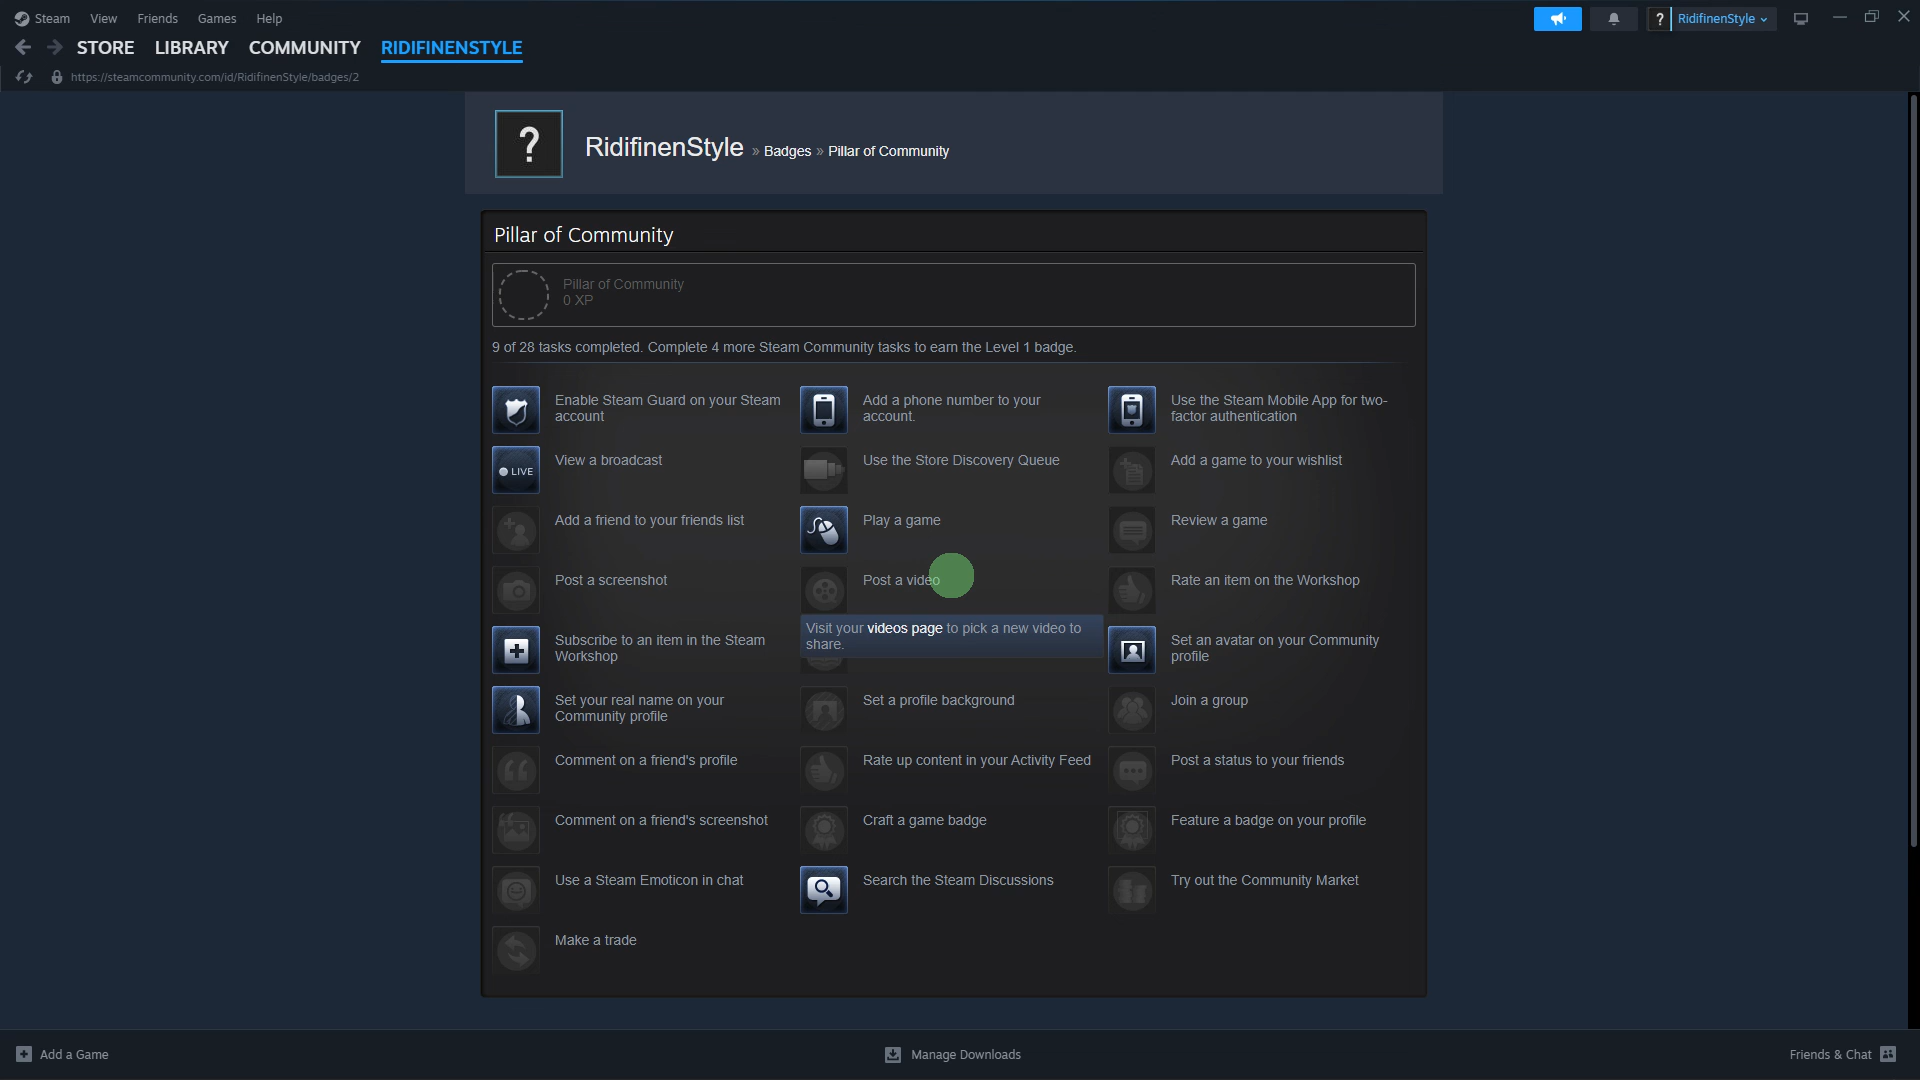 Steam View Friends Games Help
? RidifinenStyle
STORE LIBRARY COMMUNITY RIDIFINENSTYLE
https://steamcommunity.com/id/RidifinenStyle/badges/2
? RidifinenStyle » Badges » Pillar of Community
Pillar of Community
Pillar of Community
0 XP
9 of 28 tasks completed. Complete 4 more Steam Community tasks to earn the Level 1 badge.
Enable Steam Guard on your Steam
account
Add a phone number to your
account.
Use the Steam Mobile App for two-
factor authentication
LIVE
View a broadcast
Use the Store Discovery Queue
Add a game to your wishlist
Add a friend to your friends list
Play a game
Review a game
Post a screenshot
Post a video
Rate an item on the Workshop
Visit your videos page to pick a new video to
share.
Subscribe to an item in the Steam
Workshop
Set an avatar on your Community
profile
Set your real name on your
Community profile
Set a profile background
Join a group
Comment on a friend's profile
Rate up content in your Activity Feed
Post a status to your friends
Comment on a friend's screenshot
Craft a game badge
Feature a badge on your profile
Use a Steam Emoticon in chat
Search the Steam Discussions
Try out the Community Market
Make a trade
Add a Game
Manage Downloads
Friends & Chat